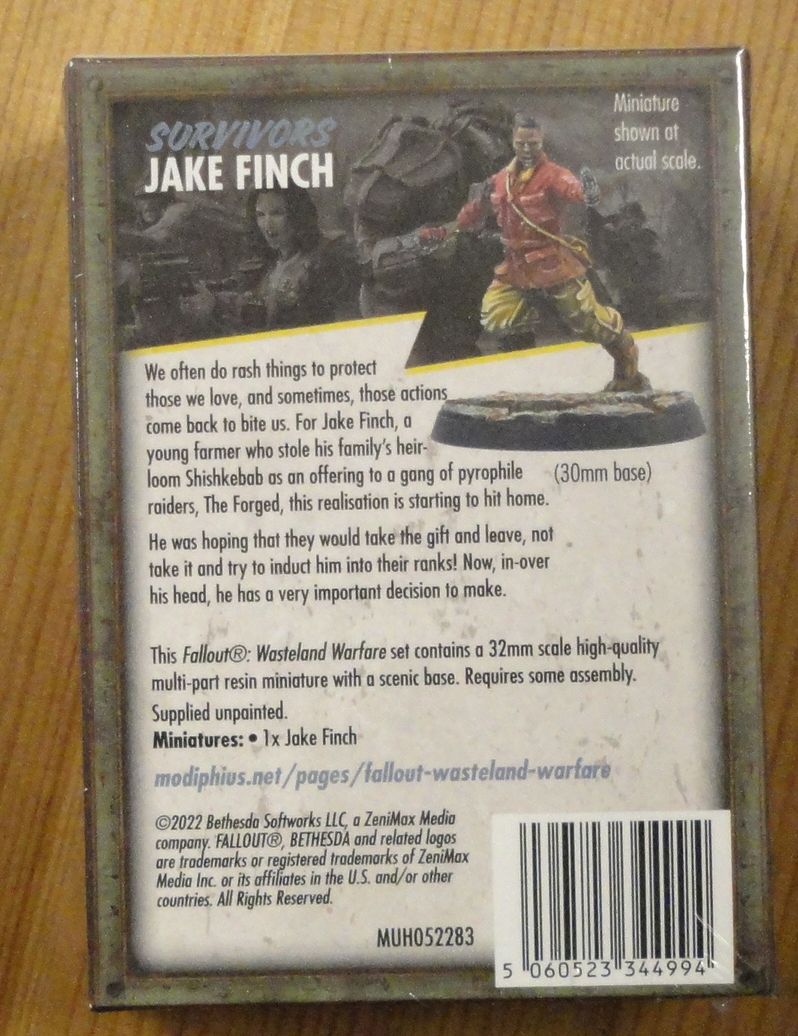 SURVIVORS
JAKE FINCH
Miniature
shown at
actual scale.
We often do rash things to protect
those we love, and sometimes, those actions
come back to bite us. For Jake Finch, a
young farmer who stole his family's heir-
loom Shishkebab as an offering to a gang of pyrophile
raiders, The Forged, this realisation is starting to hit home.
(30mm base)
He was hoping that they would take the gift and leave, not
take it and try to induct him into their ranks! Now, in-over
his head, he has a very important decision to make.
This Fallout®: Wasteland Warfare set contains a 32mm scale high-quality
multi-part resin miniature with a scenic base. Requires some assembly.
Supplied unpainted.
Miniatures: • 1x Jake Finch
modiphius.net/pages/fallout-wasteland-warfare
©2022 Bethesda Softworks LLC, a ZeniMax Media
company. FALLOUT®, BETHESDA and related logos
are trademarks or registered trademarks of ZeniMax
Media Inc. or its affiliates in the U.S. and/or other
countries. All Rights Reserved.
MUH052283
5 060523 344994